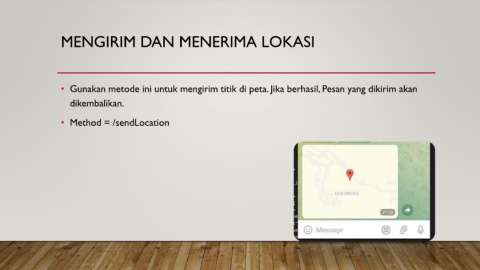 MENGIRIM DAN MENERIMA LOKASI
• Gunakan metode ini untuk mengirim titik di peta. Jika berhasil, Pesan yang dikirim akan
dikembalikan.
• Method = /sendLocation
Message